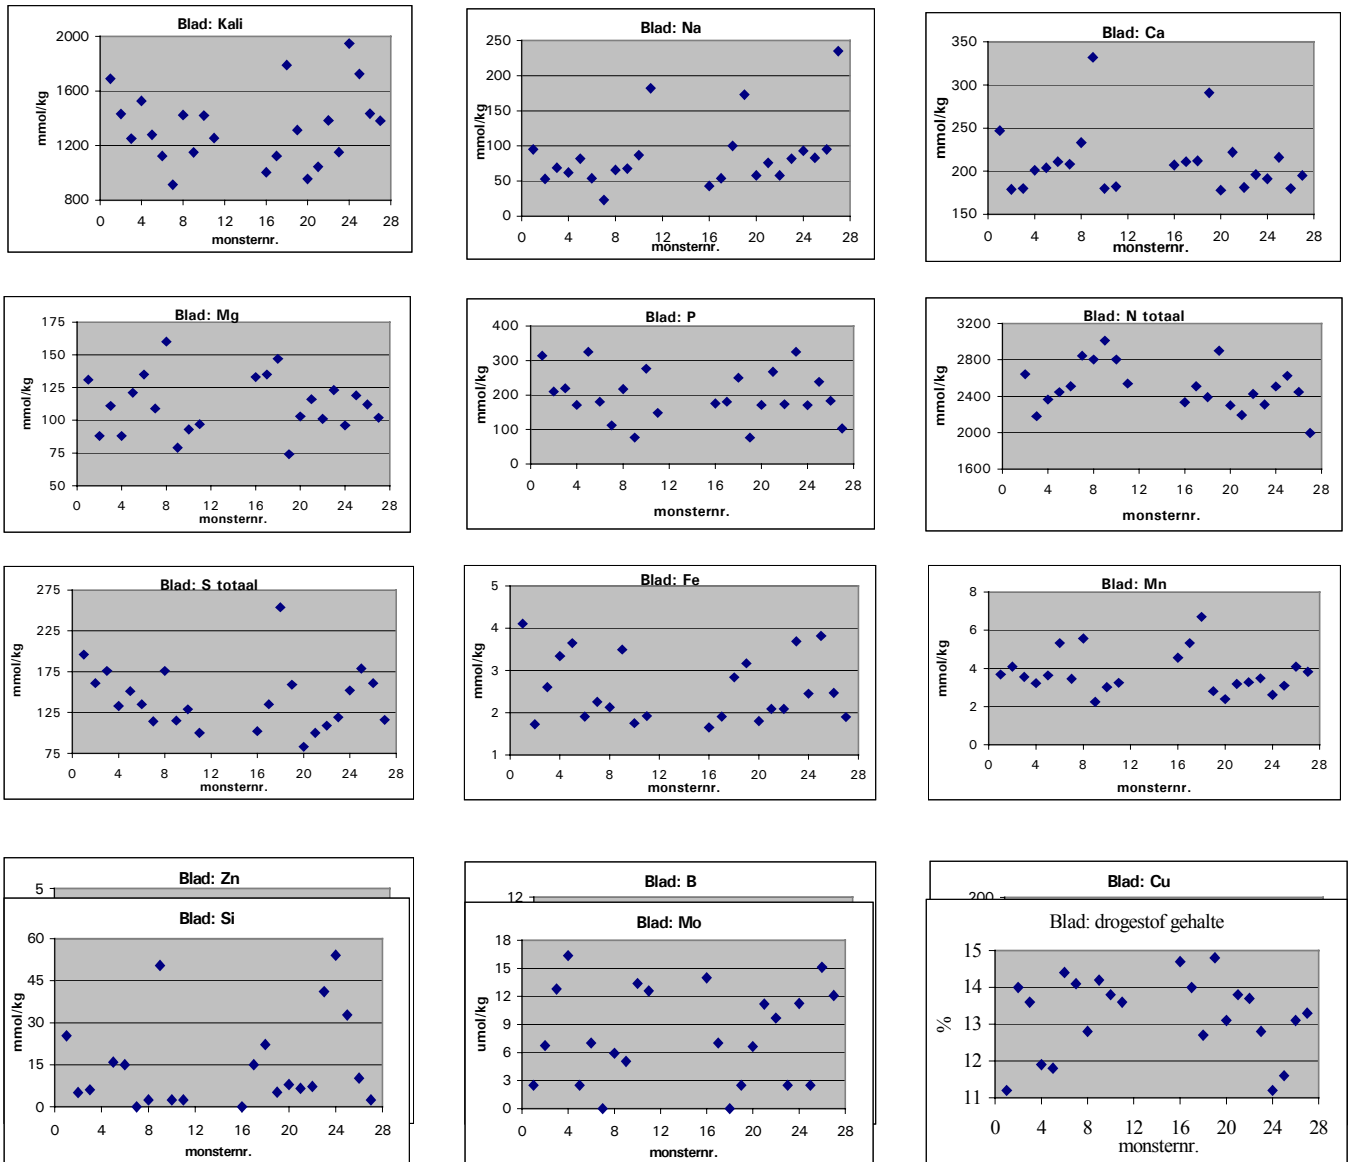 Blad: Kali
2000
1600
1200
800
mmol/kg
0 4 8 12 16 20 24 28
monsternr.
Blad: Na
250
200
150
100
50
0
mmol/kg
0 4 8 12 16 20 24 28
monsternr.
Blad: Ca
350
300
250
200
150
mmol/kg
0 4 8 12 16 20 24 28
monsternr.
Blad: Mg
175
150
125
100
75
50
mmol/kg
0 4 8 12 16 20 24 28
monsternr.
Blad: P
400
300
200
100
0
mmol/kg
0 4 8 12 16 20 24 28
monsternr.
Blad: N totaal
3200
2800
2400
2000
1600
mmol/kg
0 4 8 12 16 20 24 28
monsternr.
Blad: S totaal
275
225
175
125
75
mmol/kg
0 4 8 12 16 20 24 28
monsternr.
Blad: Fe
5
4
3
2
1
mmol/kg
0 4 8 12 16 20 24 28
monsternr.
Blad: Mn
8
6
4
2
0
mmol/kg
0 4 8 12 16 20 24 28
monsternr.
Blad: Zn
5
Blad: Si
60
45
30
15
0
mmol/kg
0 4 8 12 16 20 24 28
monsternr.
Blad: B
12
Blad: Mo
18
15
12
9
6
3
0
umol/kg
0 4 8 12 16 20 24 28
monsternr.
Blad: Cu
200
Blad: drogestof gehalte
15
14
13
12
11
%
0 4 8 12 16 20 24 28
monsternr.